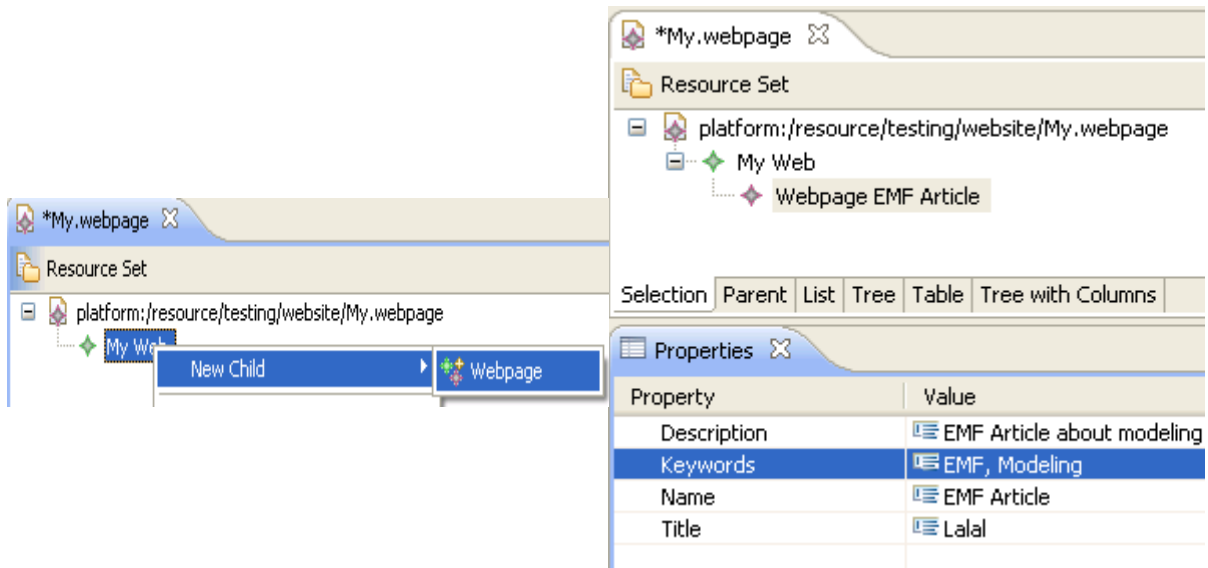 *My.webpage
Resource Set
platform:/resource/testing/website/My.webpage
My Web
New Child
Webpage
*My.webpage
Resource Set
platform:/resource/testing/website/My.webpage
My Web
Webpage EMF Article
Selection Parent List Tree Table Tree with Columns
Properties
Property Value
Description EMF Article about modeling
Keywords EMF, Modeling
Name EMF Article
Title Lalal